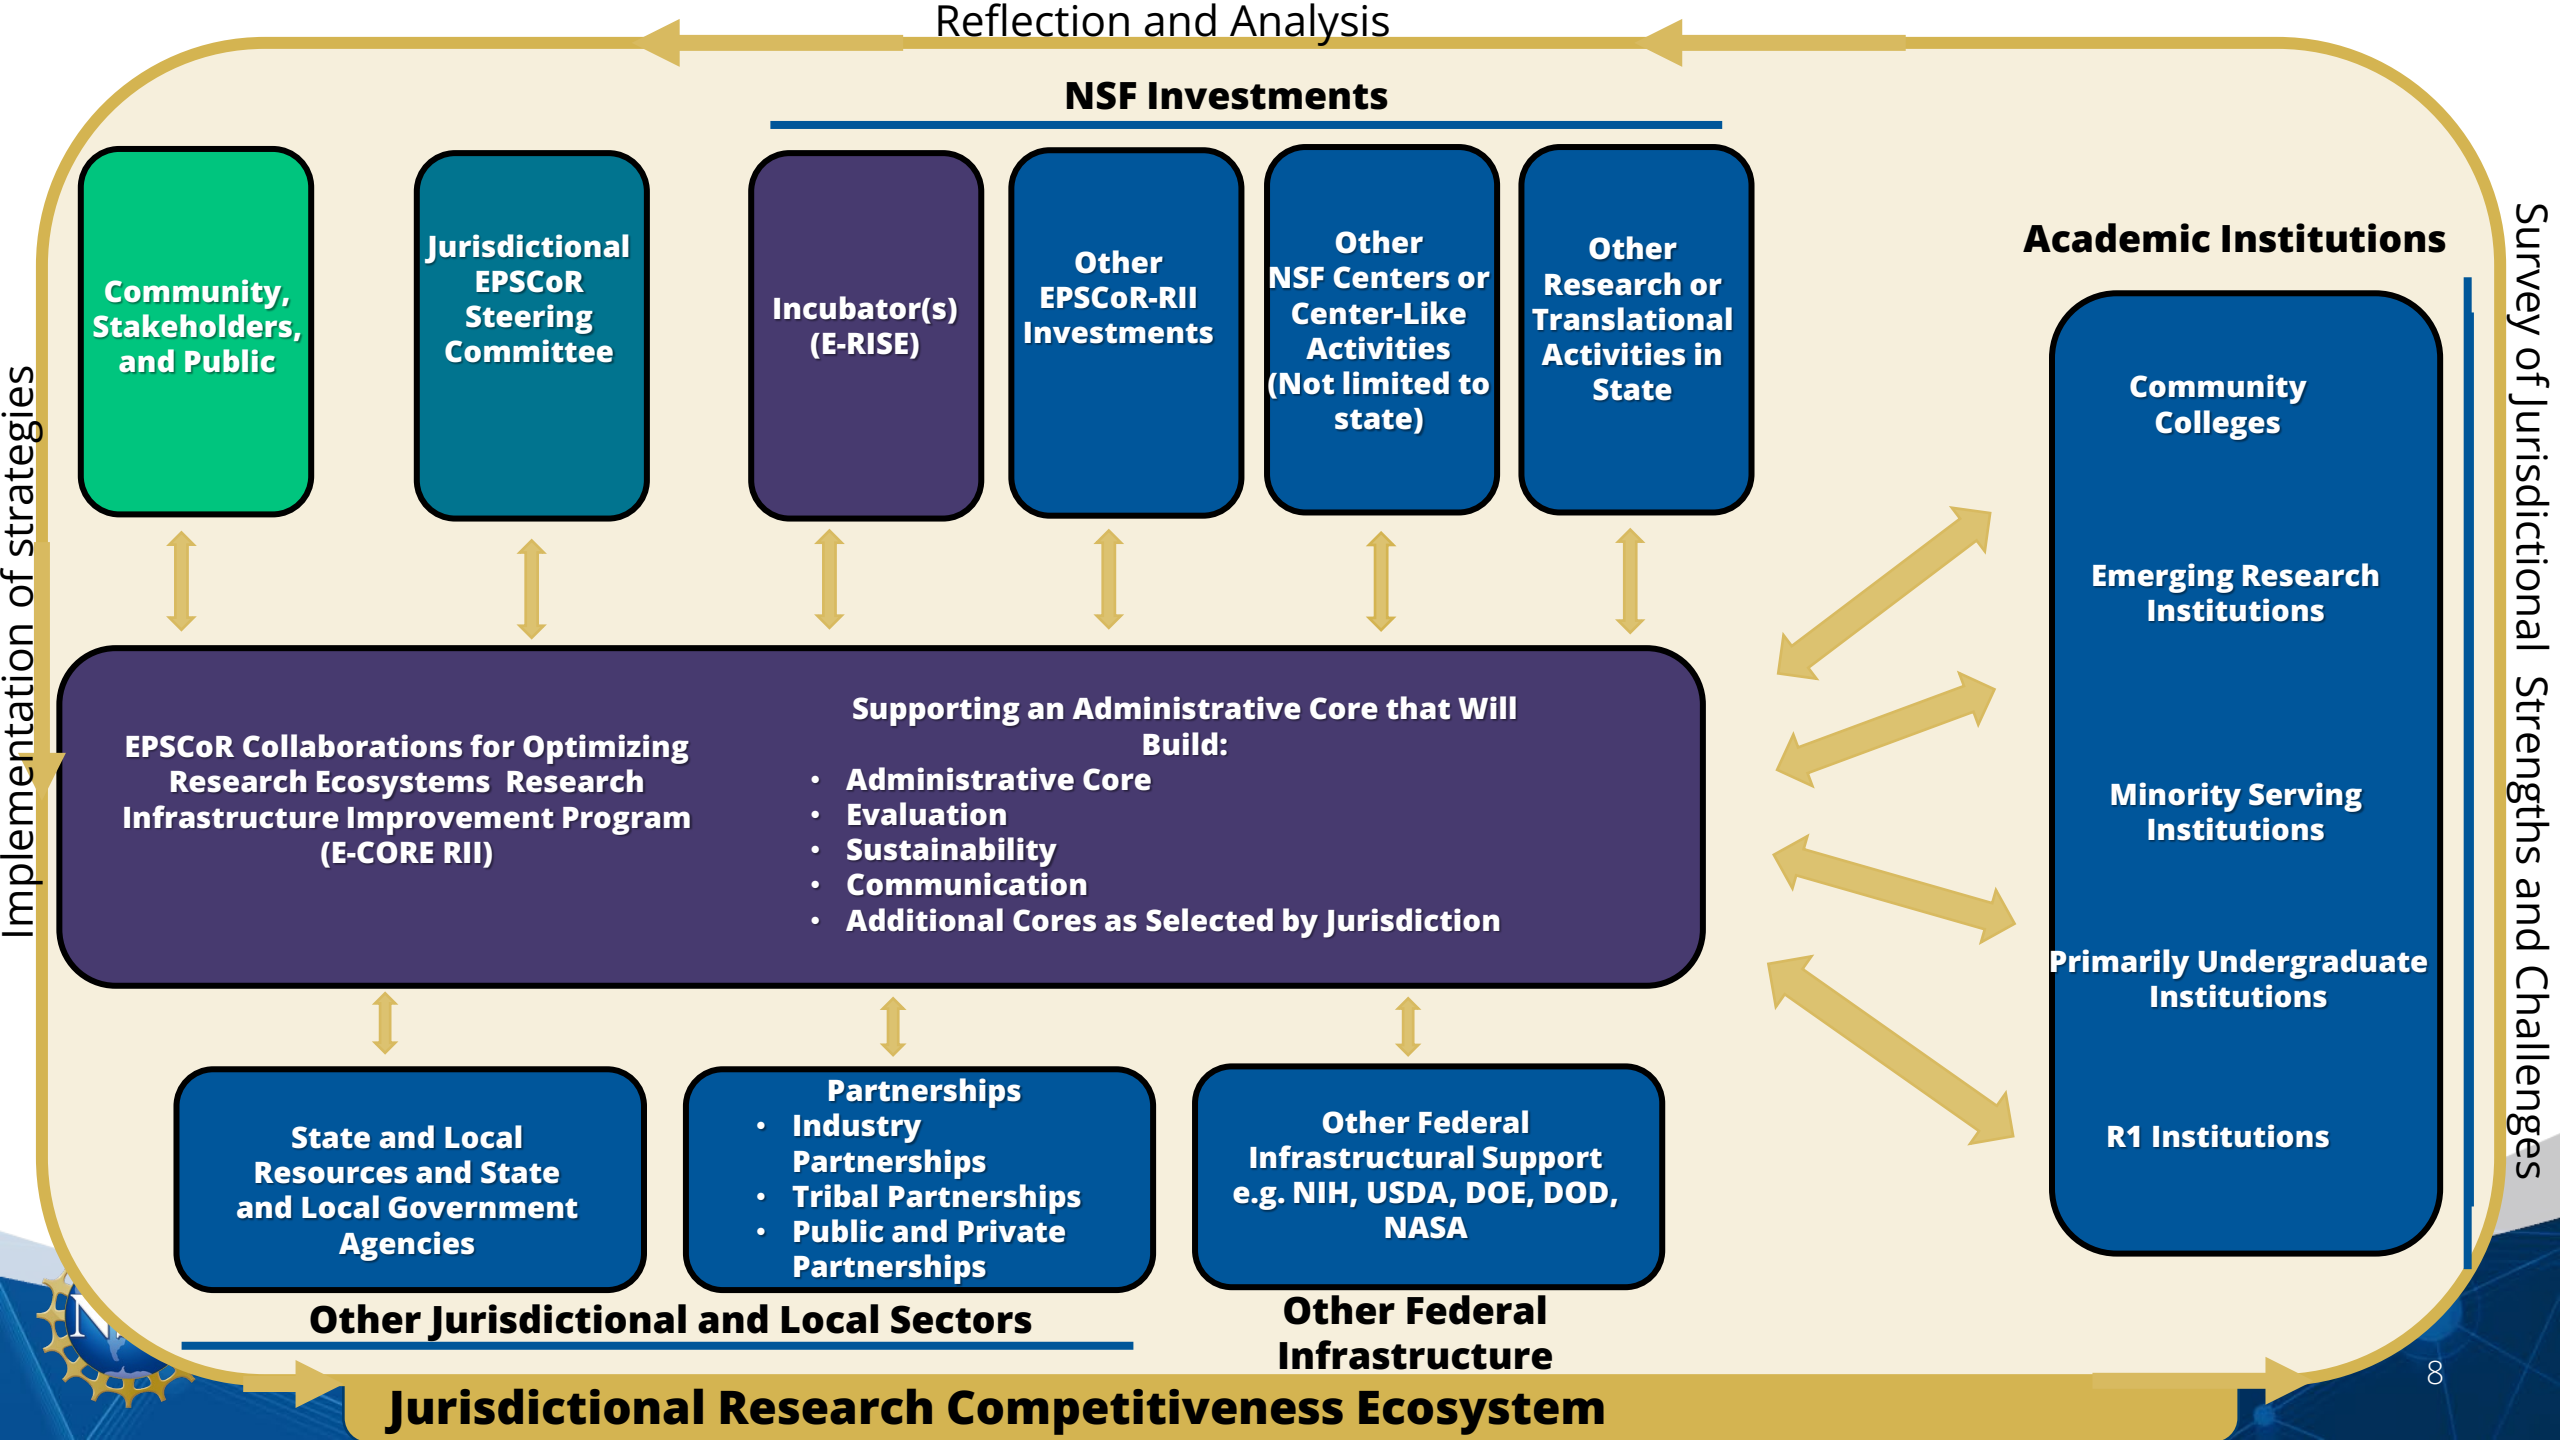 Reflection and Analysis
NSF Investments
Community,
Stakeholders,
and Public
Jurisdictional
EPSCoR
Steering
Committee
Incubator(s)
(E-RISE)
Other
EPSCoR-RII
Investments
Other
NSF Centers or
Center-Like
Activities
(Not limited to
state)
Other
Research or
Translational
Activities in
State
Academic Institutions
Community
Colleges
Emerging Research
Institutions
Minority Serving
Institutions
Primarily Undergraduate
Institutions
R1 Institutions
Survey of Jurisdictional Strengths and Challenges
Implementation of strategies
EPSCoR Collaborations for Optimizing
Research Ecosystems Research
Infrastructure Improvement Program
(E-CORE RII)
Supporting an Administrative Core that Will
Build:
• Administrative Core
• Evaluation
• Sustainability
• Communication
• Additional Cores as Selected by Jurisdiction
State and Local
Resources and State
and Local Government
Agencies
Partnerships
• Industry
Partnerships
• Tribal Partnerships
• Public and Private
Partnerships
Other Federal
Infrastructural Support
e.g. NIH, USDA, DOE, DOD,
NASA
Other Jurisdictional and Local Sectors
Other Federal
Infrastructure
Jurisdictional Research Competitiveness Ecosystem
8